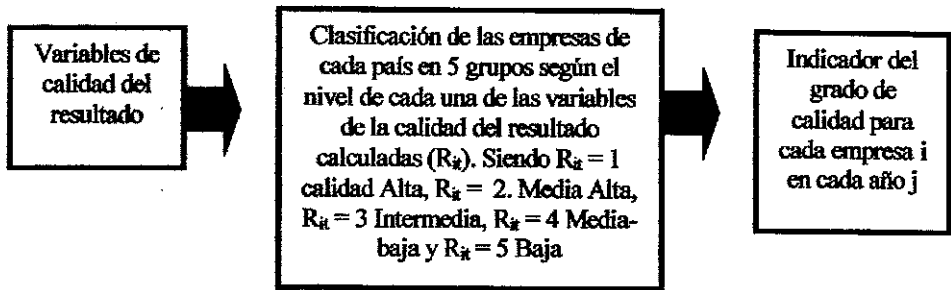 Variables de
calidad del
resultado
Clasificación de las empresas de
cada país en 5 grupos según el
nivel de cada una de las variables
de la calidad del resultado
calculadas (Rit). Siendo Rit = 1
calidad Alta, Rit = 2. Media Alta,
Rit = 3 Intermedia, Rit = 4 Media-
baja y Rit = 5 Baja
Indicador del
grado de
calidad para
cada empresa i
en cada año j